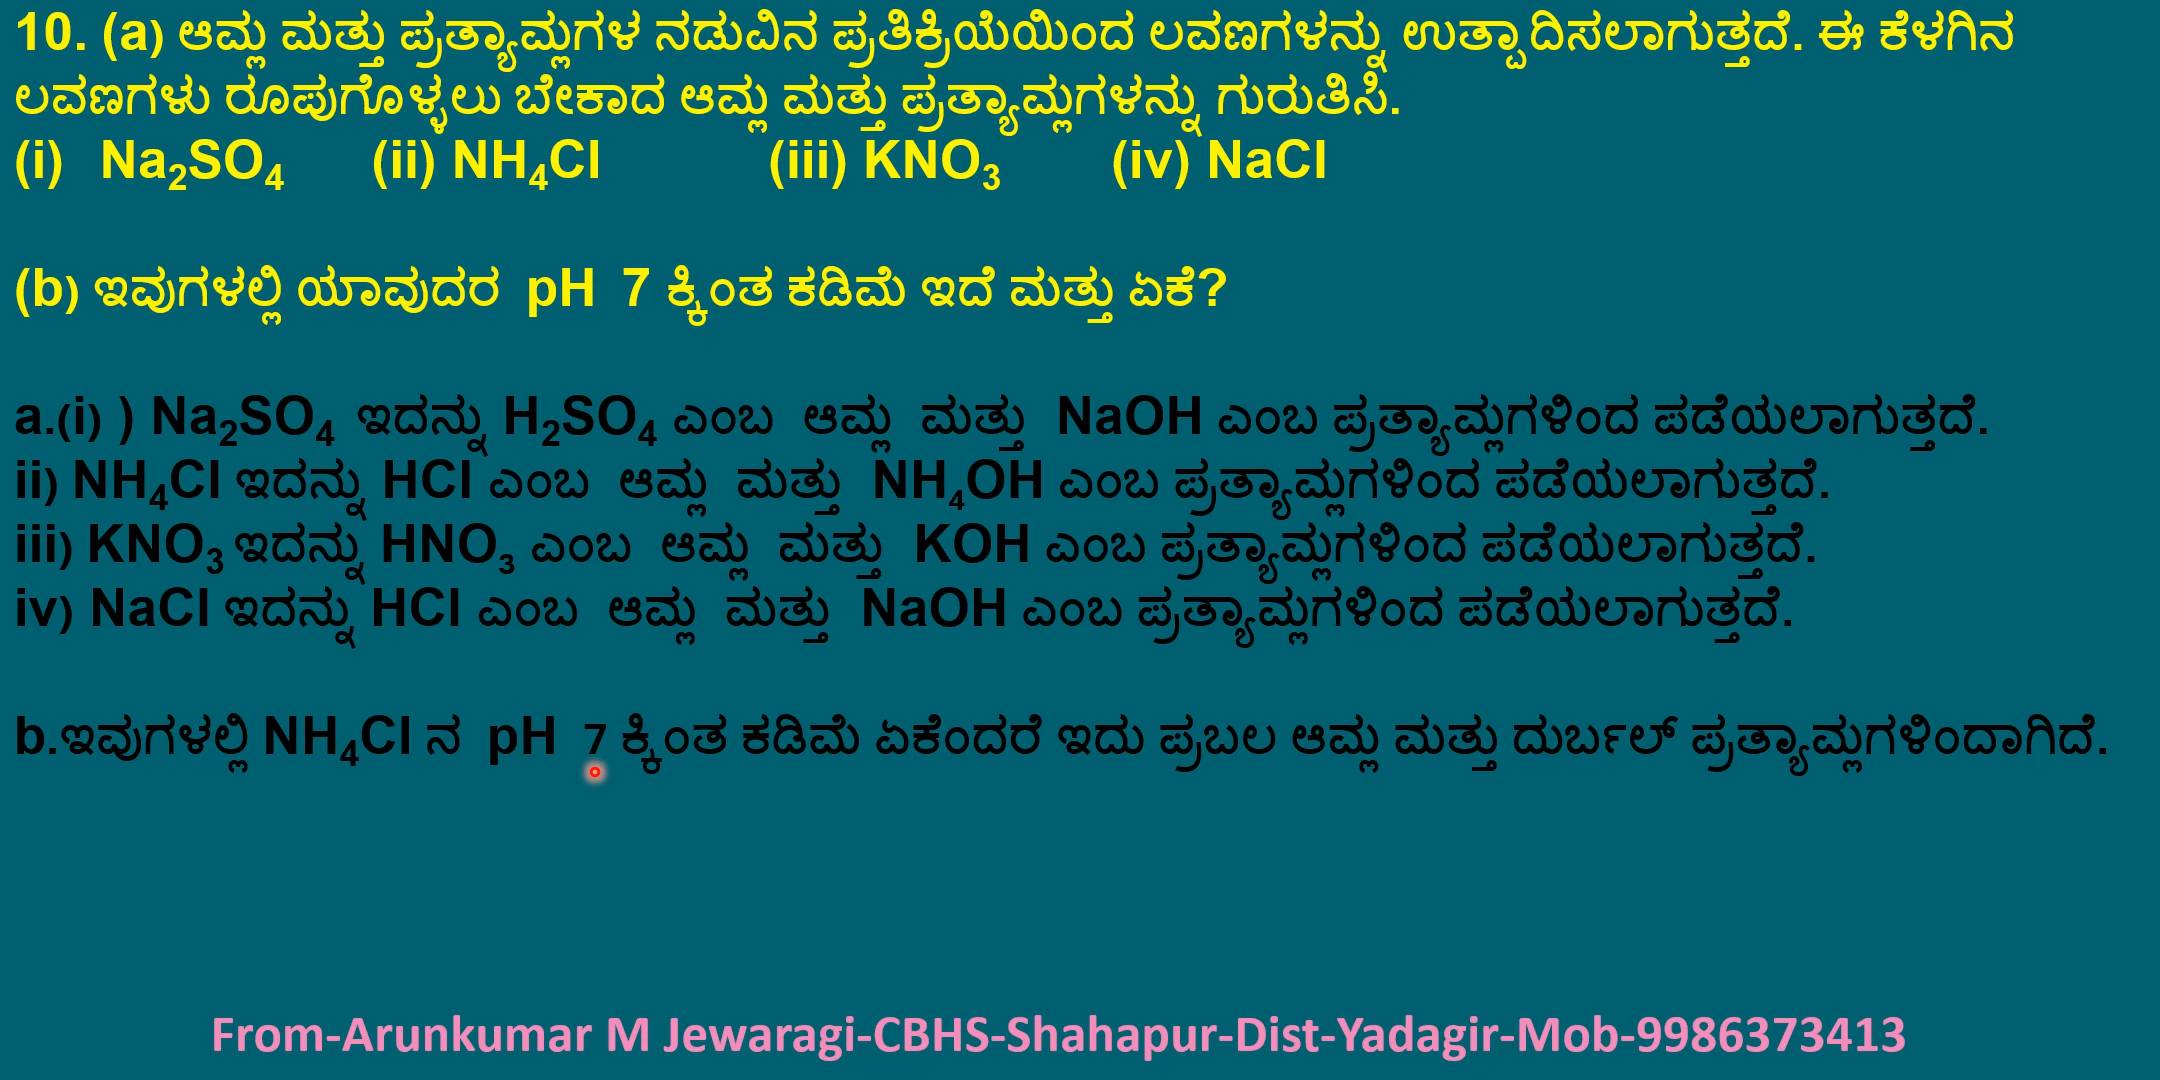 10. (a) ಆಮ್ಲ ಮತ್ತು ಪ್ರತ್ಯಾಮ್ಲಗಳ ನಡುವಿನ ಪ್ರತಿಕ್ರಿಯೆಯಿಂದ ಲವಣಗಳನ್ನು ಉತ್ಪಾದಿಸಲಾಗುತ್ತದೆ. ಈ ಕೆಳಗಿನ
ಲವಣಗಳು ರೂಪುಗೊಳ್ಳಲು ಬೇಕಾದ ಆಮ್ಲ ಮತ್ತು ಪ್ರತ್ಯಾಮ್ಲಗಳನ್ನು ಗುರುತಿಸಿ.
(i) Na₂SO₄ (ii) NH₄Cl (iii) KNO₃ (iv) NaCl
(b) ಇವುಗಳಲ್ಲಿ ಯಾವುದರ pH 7 ಕ್ಕಿಂತ ಕಡಿಮೆ ಇದೆ ಮತ್ತು ಏಕೆ?
a.(i) ) Na₂SO₄ ಇದನ್ನು H₂SO₄ ಎಂಬ ಆಮ್ಲ ಮತ್ತು NaOH ಎಂಬ ಪ್ರತ್ಯಾಮ್ಲಗಳಿಂದ ಪಡೆಯಲಾಗುತ್ತದೆ.
ii) NH₄Cl ಇದನ್ನು HCl ಎಂಬ ಆಮ್ಲ ಮತ್ತು NH₄OH ಎಂಬ ಪ್ರತ್ಯಾಮ್ಲಗಳಿಂದ ಪಡೆಯಲಾಗುತ್ತದೆ.
iii) KNO₃ ಇದನ್ನು HNO₃ ಎಂಬ ಆಮ್ಲ ಮತ್ತು KOH ಎಂಬ ಪ್ರತ್ಯಾಮ್ಲಗಳಿಂದ ಪಡೆಯಲಾಗುತ್ತದೆ.
iv) NaCl ಇದನ್ನು HCl ಎಂಬ ಆಮ್ಲ ಮತ್ತು NaOH ಎಂಬ ಪ್ರತ್ಯಾಮ್ಲಗಳಿಂದ ಪಡೆಯಲಾಗುತ್ತದೆ.
b.ಇವುಗಳಲ್ಲಿ NH₄Cl ನ pH 7 ಕ್ಕಿಂತ ಕಡಿಮೆ ಏಕೆಂದರೆ ಇದು ಪ್ರಬಲ ಆಮ್ಲ ಮತ್ತು ದುರ್ಬಲ್ ಪ್ರತ್ಯಾಮ್ಲಗಳಿಂದಾಗಿದೆ.
From-Arunkumar M Jewaragi-CBHS-Shahapur-Dist-Yadagir-Mob-9986373413